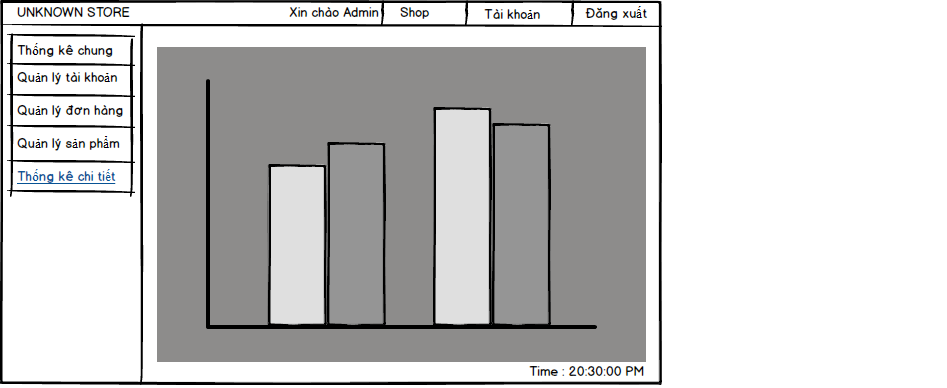 UNKNOWN STORE
Xin chào Admin
Shop
Tài khoản
Đăng xuất
Thống kê chung
Quản lý tài khoản
Quản lý đơn hàng
Quản lý sản phẩm
Thống kê chi tiết
Time : 20:30:00 PM